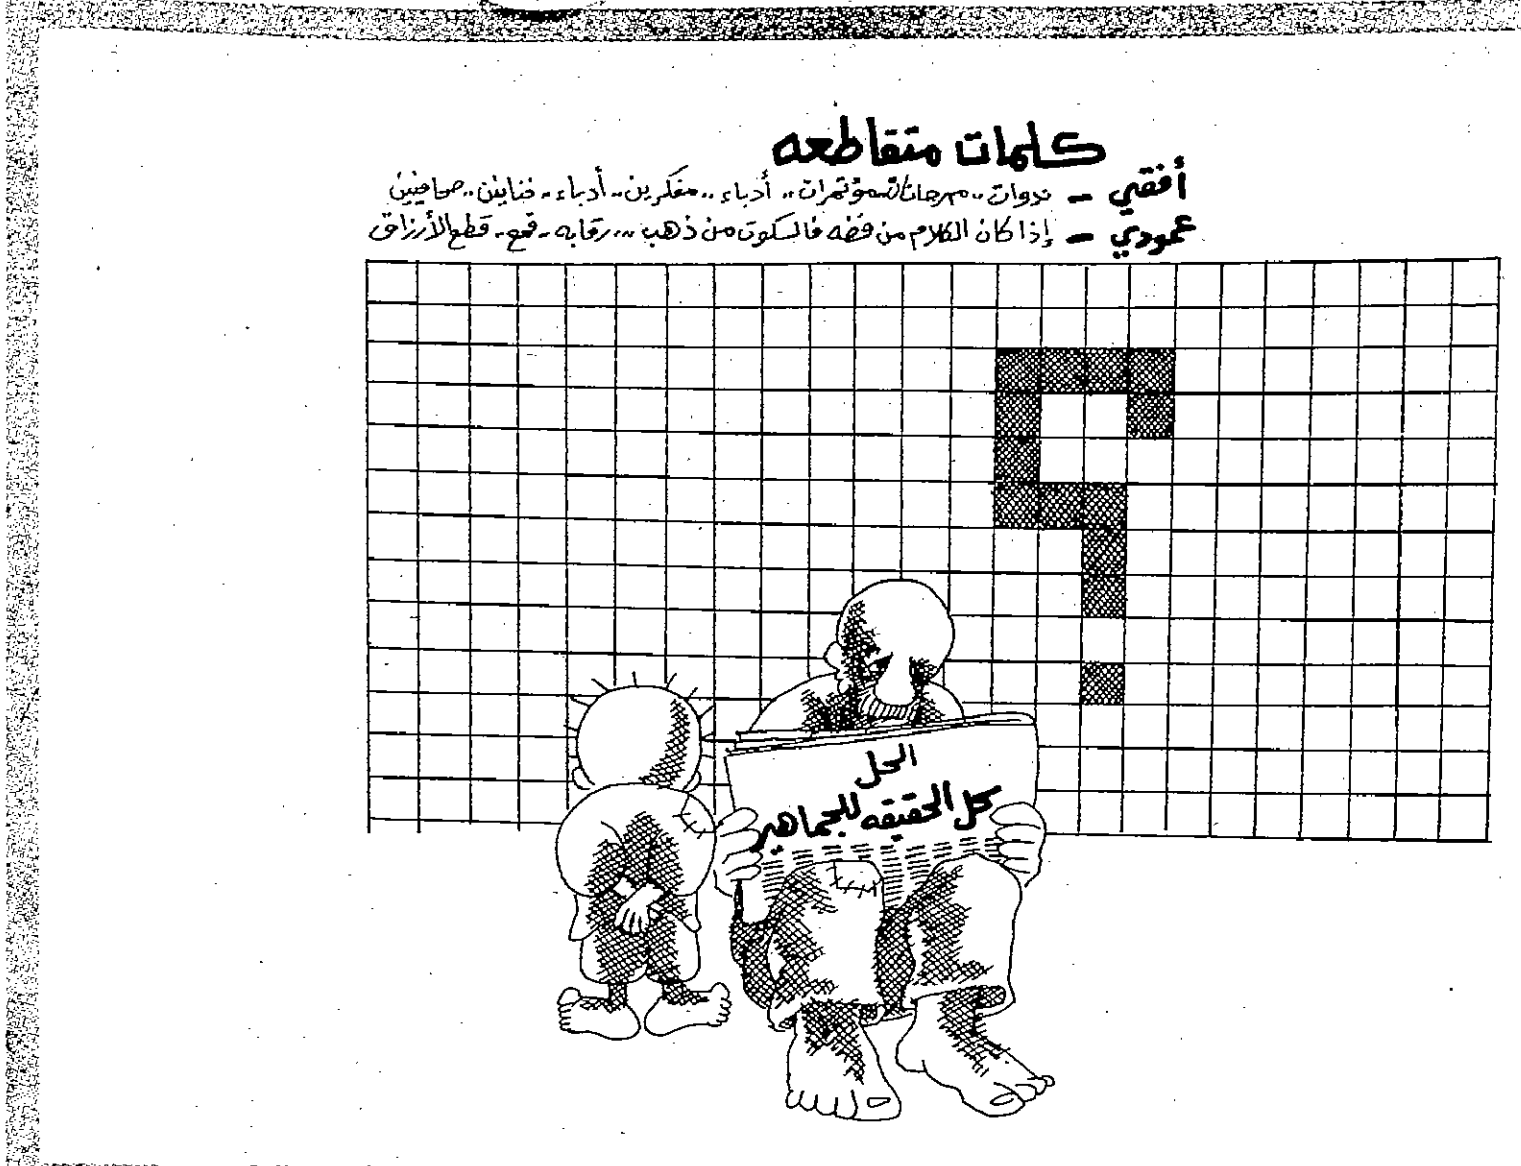 كلمات متقاطعه
أفقي - ندوات .. مهرجانات .. مؤتمرات .. أدباء .. مفكرين .. أدباء .. فنانين .. صحافيين
عمودي - إذا كان الكلام من فضه فالسكوت من ذهب .. رقابه .. قمع .. قطع الأرزاق
الحل
كل الحقيقه للجماهير